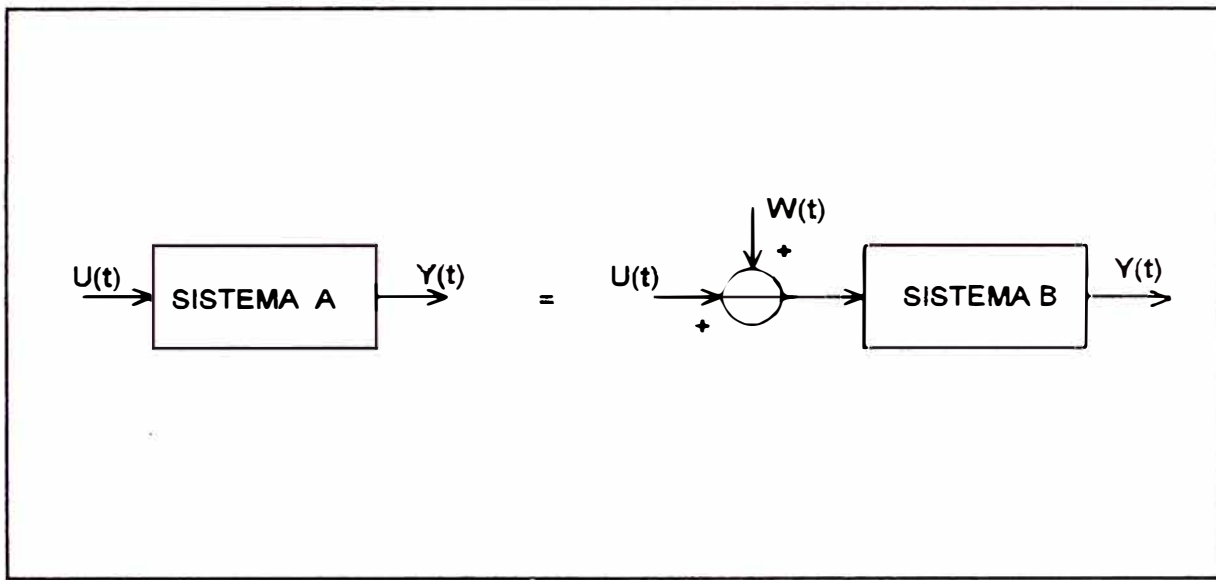 W(t)
+
U(t) SISTEMA A Y(t) = U(t) + SISTEMA B Y(t)